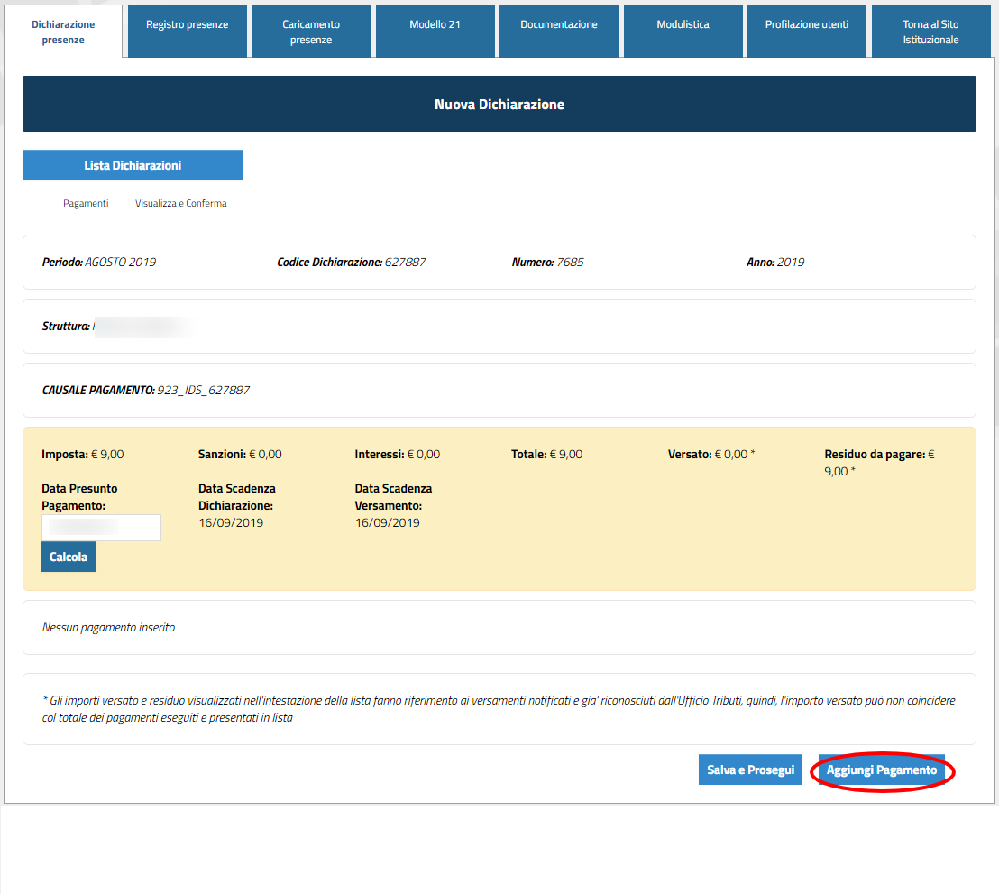 Dichiarazione
presenze
Registro presenze
Caricamento
presenze
Modello 21
Documentazione
Modulistica
Profilazione utenti
Torna al Sito
Istituzionale
Nuova Dichiarazione
Lista Dichiarazioni
Pagamenti Visualizza e Conferma
Periodo: AGOSTO 2019 Codice Dichiarazione: 627887 Numero: 7685 Anno: 2019
Struttura:
CAUSALE PAGAMENTO: 923_IDS_627887
Imposta: € 9,00 Sanzioni: € 0,00 Interessi: € 0,00 Totale: € 9,00 Versato: € 0,00 * Residuo da pagare: €
9,00 *
Data Presunto
Pagamento:
Calcola
Data Scadenza
Dichiarazione:
16/09/2019
Data Scadenza
Versamento:
16/09/2019
Nessun pagamento inserito
* Gli importi versato e residuo visualizzati nell'intestazione della lista fanno riferimento ai versamenti notificati e gia' riconosciuti dall'Ufficio Tributi, quindi, l'importo versato può non coincidere
col totale dei pagamenti eseguiti e presentati in lista
Salva e Prosegui Aggiungi Pagamento